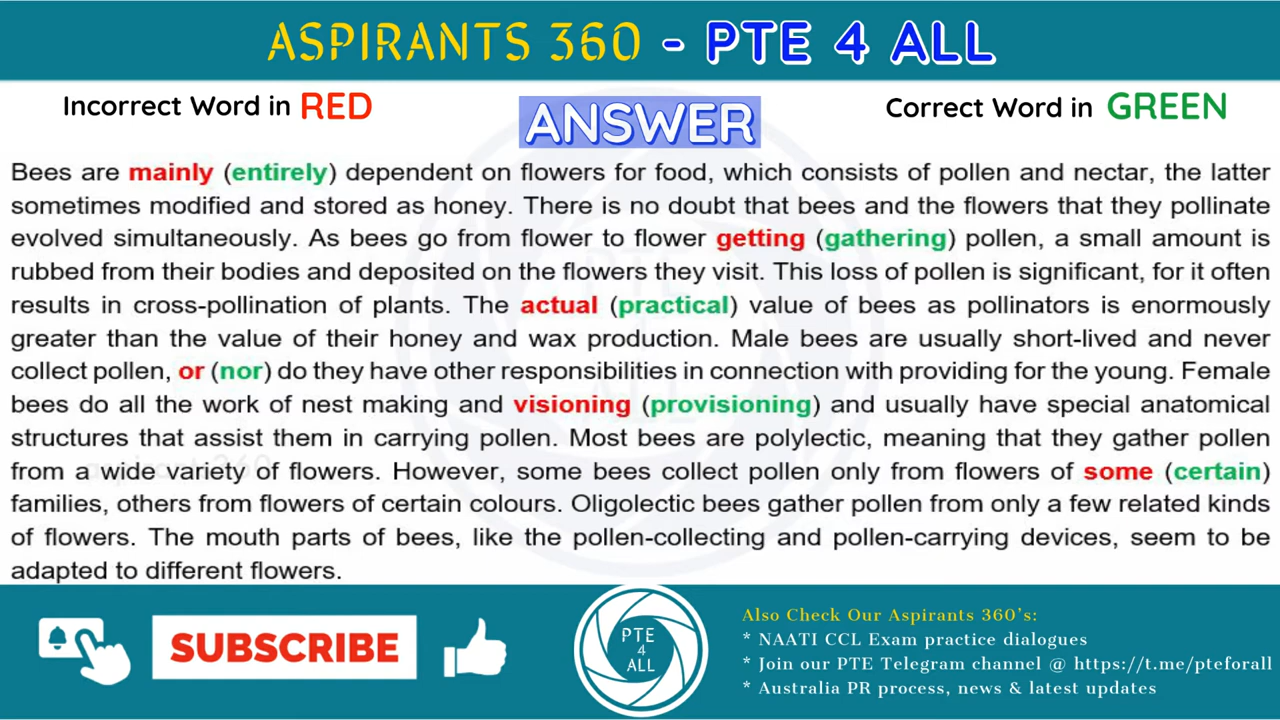 ASPIRANTS 360 - PTE 4 ALL
Incorrect Word in RED
ANSWER
Correct Word in GREEN
Bees are mainly (entirely) dependent on flowers for food, which consists of pollen and nectar, the latter
sometimes modified and stored as honey. There is no doubt that bees and the flowers that they pollinate
evolved simultaneously. As bees go from flower to flower getting (gathering) pollen, a small amount is
rubbed from their bodies and deposited on the flowers they visit. This loss of pollen is significant, for it often
results in cross-pollination of plants. The actual (practical) value of bees as pollinators is enormously
greater than the value of their honey and wax production. Male bees are usually short-lived and never
collect pollen, or (nor) do they have other responsibilities in connection with providing for the young. Female
bees do all the work of nest making and visioning (provisioning) and usually have special anatomical
structures that assist them in carrying pollen. Most bees are polylectic, meaning that they gather pollen
from a wide variety of flowers. However, some bees collect pollen only from flowers of some (certain)
families, others from flowers of certain colours. Oligolectic bees gather pollen from only a few related kinds
of flowers. The mouth parts of bees, like the pollen-collecting and pollen-carrying devices, seem to be
adapted to different flowers.
SUBSCRIBE
PTE
4
ALL
Also Check Our Aspirants 360's:
* NAATI CCL Exam practice dialogues
* Join our PTE Telegram channel @ https://t.me/pteforall
* Australia PR process, news & latest updates